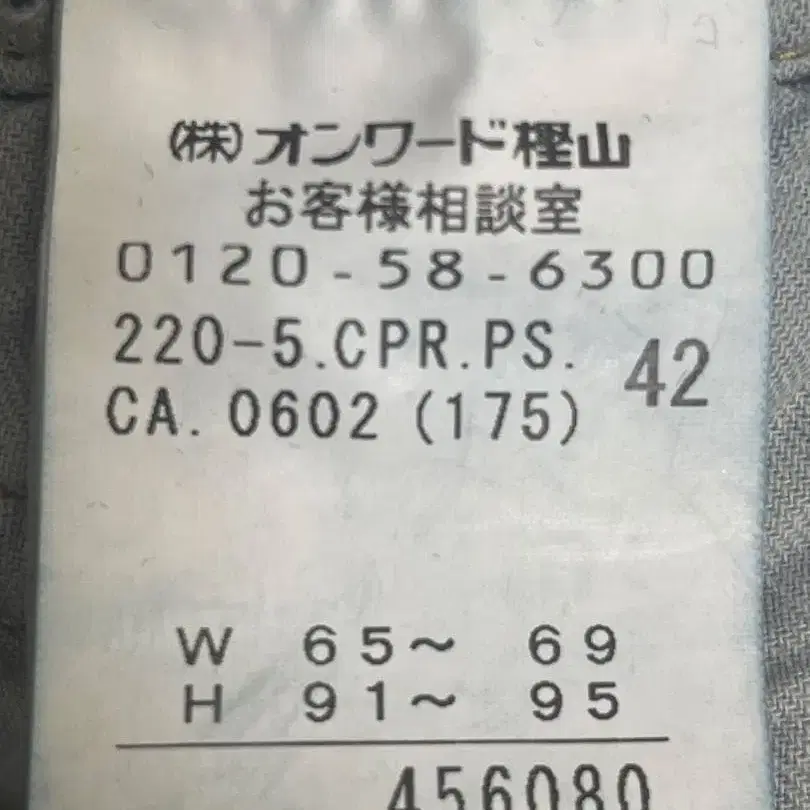 (株)オンワード樫山
お客様相談室
0120-58-6300
220-5.CPR.PS. 42
CA.0602(175)
W 65~ 69
H 91~ 95
456080